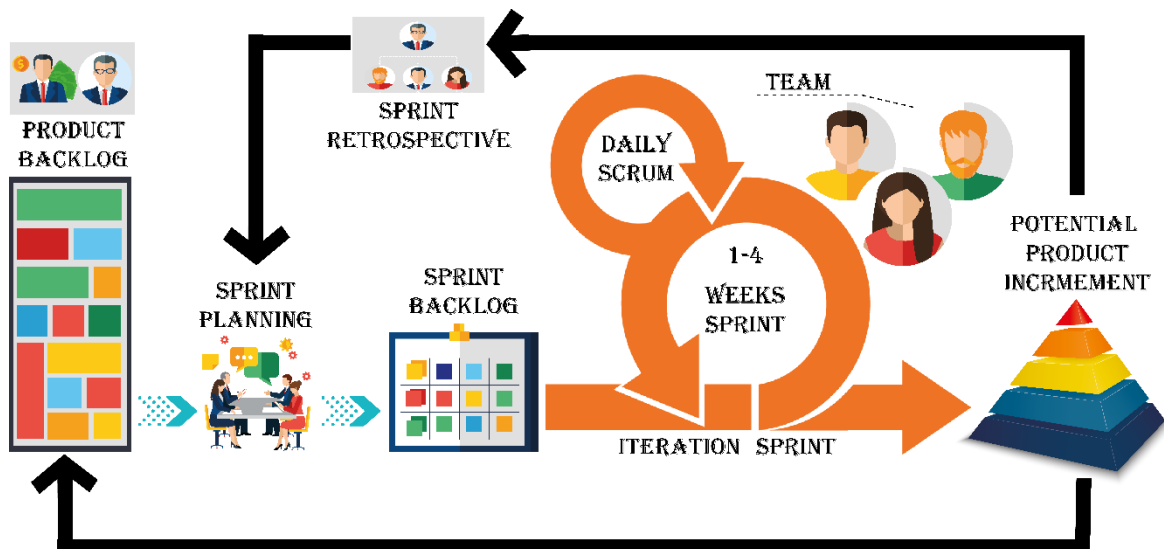 PRODUCT
BACKLOG
SPRINT
RETROSPECTIVE
SPRINT
PLANNING
SPRINT
BACKLOG
DAILY
SCRUM
1-4
WEEKS
SPRINT
ITERATION SPRINT
TEAM
POTENTIAL
PRODUCT
INCRMEMENT